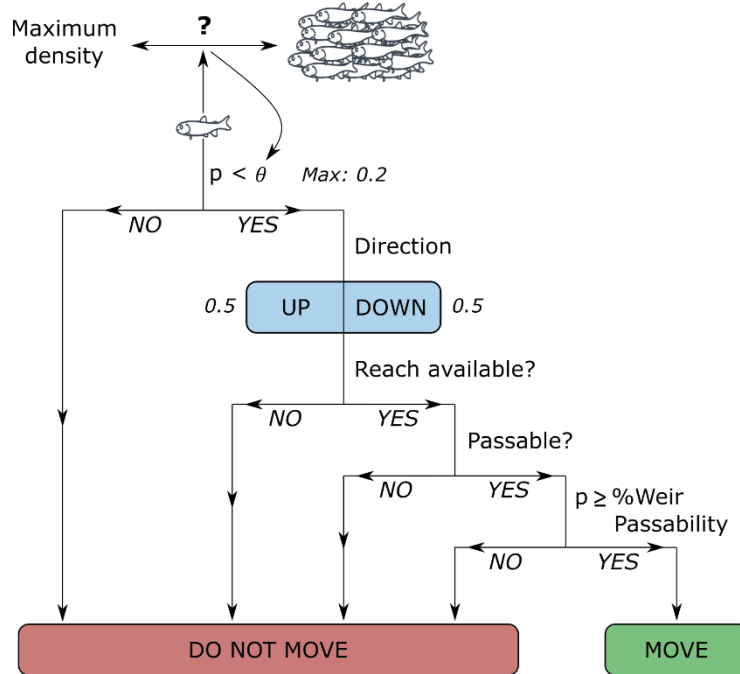 Maximum
density
?
p < θ
Max: 0.2
NO
YES
Direction
0.5
UP
DOWN
0.5
Reach available?
NO
YES
Passable?
NO
YES
p ≥ %Weir
Passability
NO
YES
DO NOT MOVE
MOVE